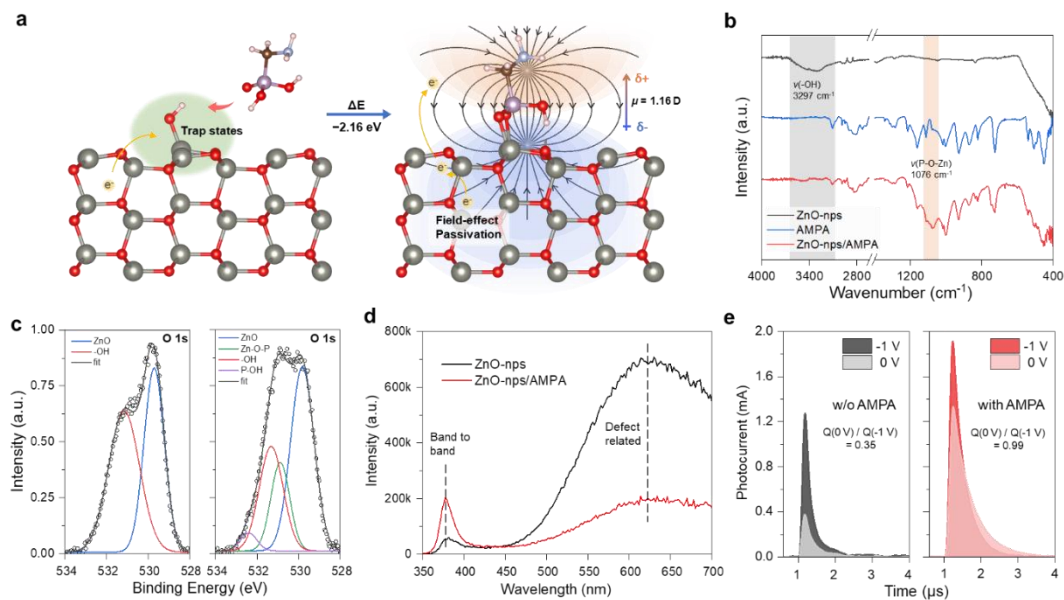 a
Trap states
e-
ΔE
−2.16 eV
e-
e-
e-
δ+
μ = 1.16 D
δ-
Field-effect
Passivation
b
Intensity (a.u.)
ν(-OH)
3297 cm-1
ν(P-O-Zn)
1076 cm-1
ZnO-nps
AMPA
ZnO-nps/AMPA
4000 3400 2800 1200 800 400
Wavenumber (cm-1)
c
Intensity (a.u.)
1.00
0.75
0.50
0.25
0.00
ZnO
-OH
fit
O 1s
534 532 530 528
ZnO
Zn-O-P
-OH
P-OH
fit
O 1s
534 532 530 528
Binding Energy (eV)
d
Intensity (a.u.)
800k
600k
400k
200k
0
ZnO-nps
ZnO-nps/AMPA
Band to
band
Defect
related
350 400 450 500 550 600 650 700
Wavelength (nm)
e
Photocurrent (mA)
2.0
1.6
1.2
0.8
0.4
0.0
-1 V
0 V
w/o AMPA
Q(0 V) / Q(-1 V)
= 0.35
1 2 3 4
-1 V
0 V
with AMPA
Q(0 V) / Q(-1 V)
= 0.99
1 2 3 4
Time (μs)